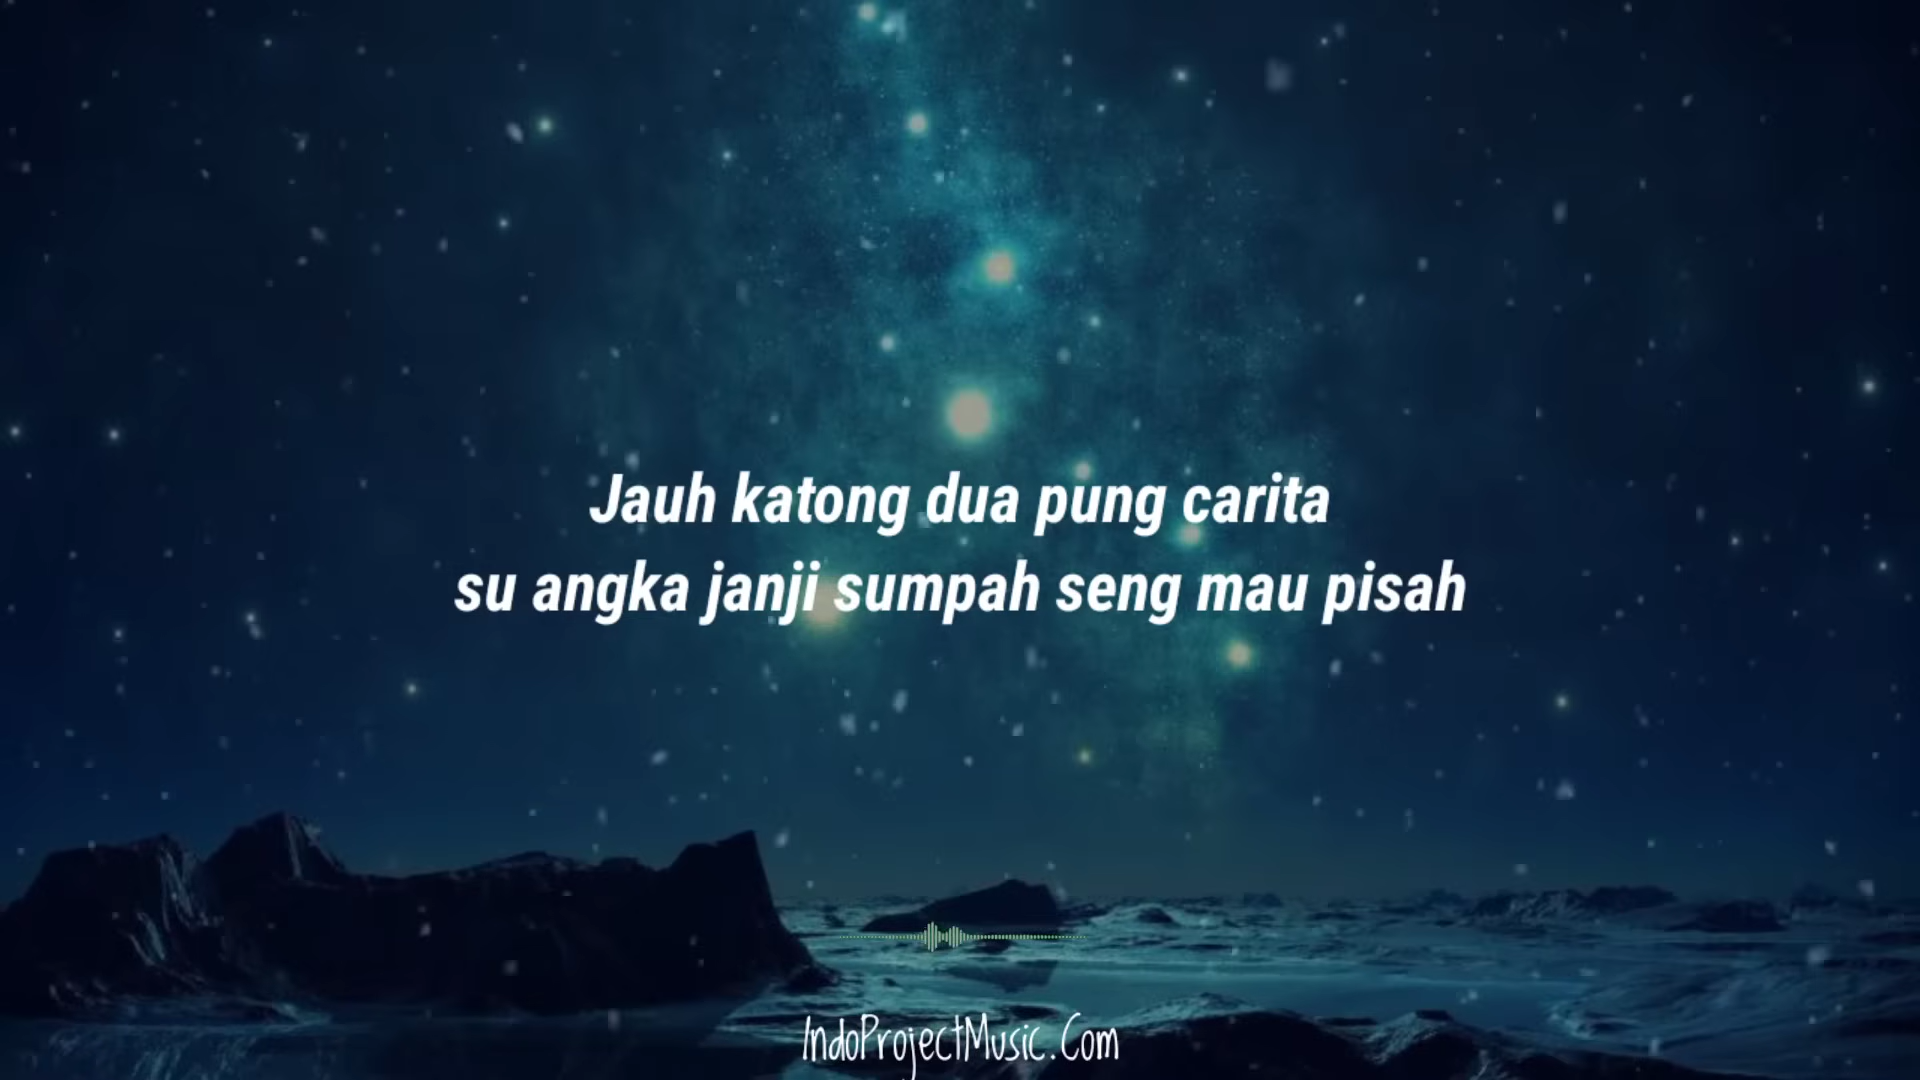 Jauh katong dua pung carita
su angka janji sumpah seng mau pisah
IndoProjectMusic.Com